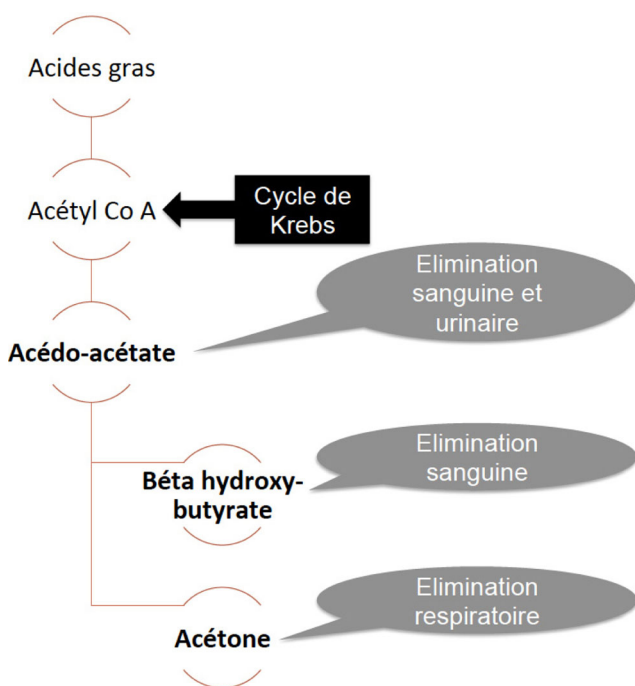 Acides gras
Acétyl Co A
Cycle de
Krebs
Elimination
sanguine et
urinaire
Acédo-acétate
Elimination
sanguine
Béta hydroxy-
butyrate
Elimination
respiratoire
Acétone